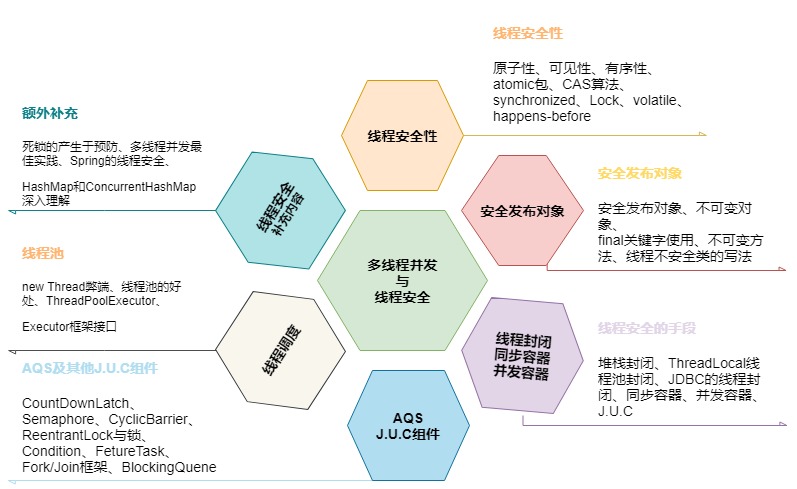 线程安全性
原子性、可见性、有序性、
atomic包、CAS算法、
synchronized、Lock、volatile、
happens-before
额外补充
死锁的产生于预防、多线程并发最
佳实践、Spring的线程安全、
HashMap和ConcurrentHashMap
深入理解
线程安全性
线程安全
补充内容
安全发布对象
安全发布对象
安全发布对象、不可变对
象、
final关键字使用、不可变方
法、线程不安全类的写法
多线程并发
与
线程安全
线程池
new Thread弊端、线程池的好
处、ThreadPoolExecutor、
Executor框架接口
线程调度
线程封闭
同步容器
并发容器
线程安全的手段
堆栈封闭、ThreadLocal线
程池封闭、JDBC的线程封
闭、同步容器、并发容器、
J.U.C
AQS及其他J.U.C组件
CountDownLatch、
Semaphore、CyclicBarrier、
ReentrantLock与锁、
Condition、FetureTask、
Fork/Join框架、BlockingQuene
AQS
J.U.C组件